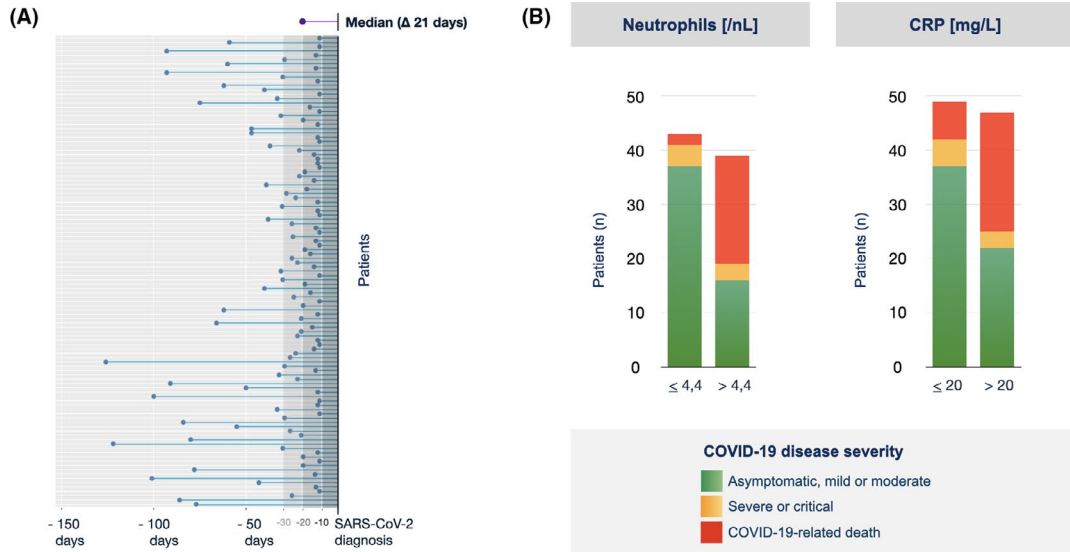 (A)
Median (Δ 21 days)
Patients
- 150
days
- 100
days
- 50
days
-30
-20
-10
SARS-CoV-2
diagnosis
(B)
Neutrophils [/nL]
CRP [mg/L]
Patients (n)
50
40
30
20
10
0
≤ 4,4
> 4,4
Patients (n)
50
40
30
20
10
0
≤ 20
> 20
COVID-19 disease severity
Asymptomatic, mild or moderate
Severe or critical
COVID-19-related death